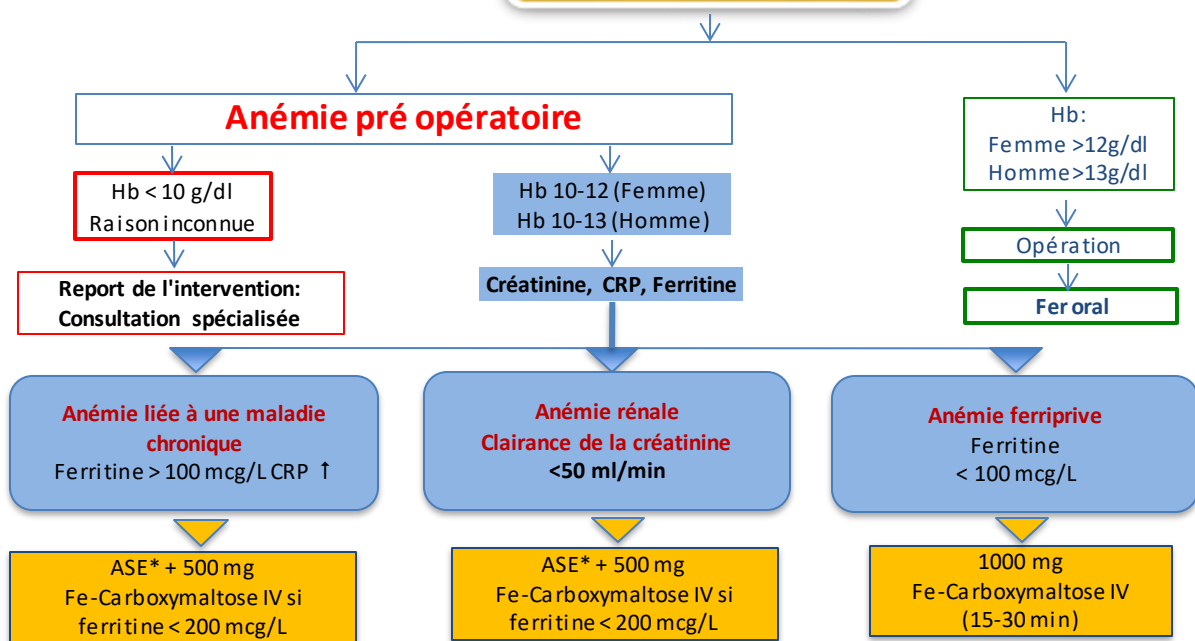 Anémie pré opératoire
Hb:
Femme >12g/dl
Homme>13g/dl
Hb < 10 g/dl
Raison inconnue
Hb 10-12 (Femme)
Hb 10-13 (Homme)
Opération
Report de l'intervention:
Consultation spécialisée
Créatinine, CRP, Ferritine
Fer oral
Anémie liée à une maladie
chronique
Ferritine > 100 mcg/L CRP ↑
Anémie rénale
Clairance de la créatinine
<50 ml/min
Anémie ferriprive
Ferritine
< 100 mcg/L
ASE* + 500 mg
Fe-Carboxymaltose IV si
ferritine < 200 mcg/L
ASE* + 500 mg
Fe-Carboxymaltose IV si
ferritine < 200 mcg/L
1000 mg
Fe-Carboxymaltose IV
(15-30 min)